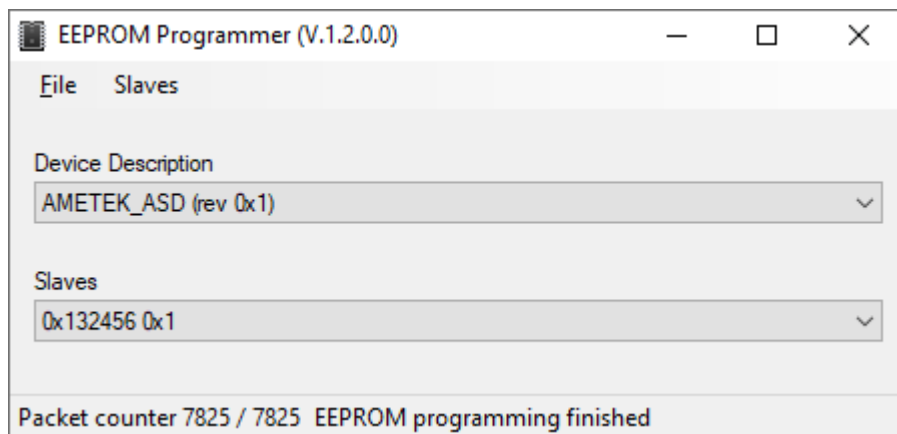 EEPROM Programmer (V.1.2.0.0)
File Slaves
Device Description
AMETEK_ASD (rev 0x1)
Slaves
0x132456 0x1
Packet counter 7825 / 7825 EEPROM programming finished